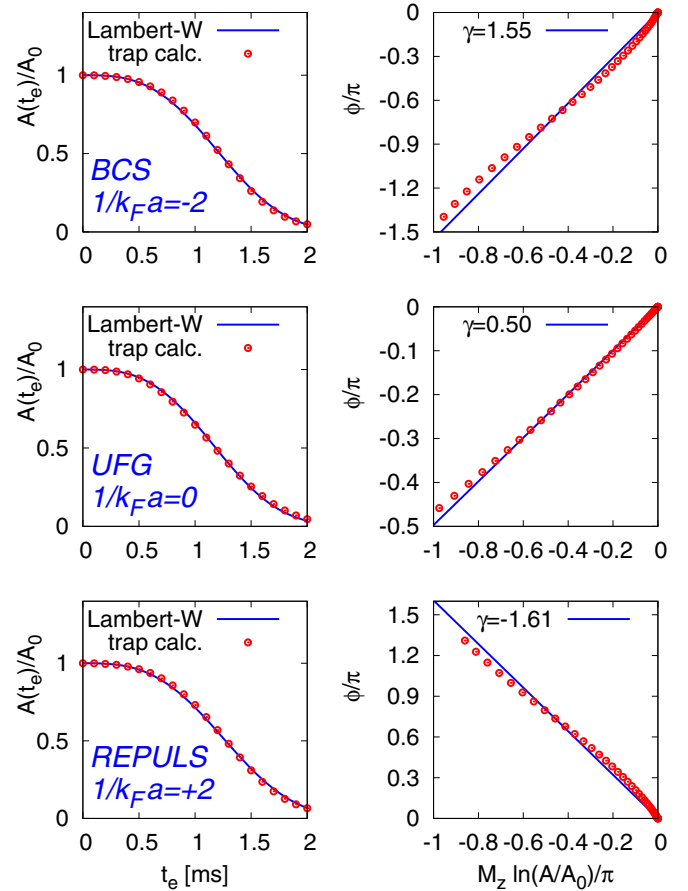 Lambert-W
trap calc.
A(t_e)/A_0
1
0.5
0
BCS
1/k_F a=-2
0 0.5 1 1.5 2
γ=1.55
ϕ/π
0
-0.3
-0.6
-0.9
-1.2
-1.5
-1 -0.8 -0.6 -0.4 -0.2 0
Lambert-W
trap calc.
A(t_e)/A_0
1
0.5
0
UFG
1/k_F a=0
0 0.5 1 1.5 2
γ=0.50
ϕ/π
0
-0.1
-0.2
-0.3
-0.4
-0.5
-1 -0.8 -0.6 -0.4 -0.2 0
Lambert-W
trap calc.
A(t_e)/A_0
1
0.5
0
REPULS
1/k_F a=+2
0 0.5 1 1.5 2
t_e [ms]
γ=-1.61
ϕ/π
1.5
1.2
0.9
0.6
0.3
0
-1 -0.8 -0.6 -0.4 -0.2 0
M_z ln(A/A_0)/π